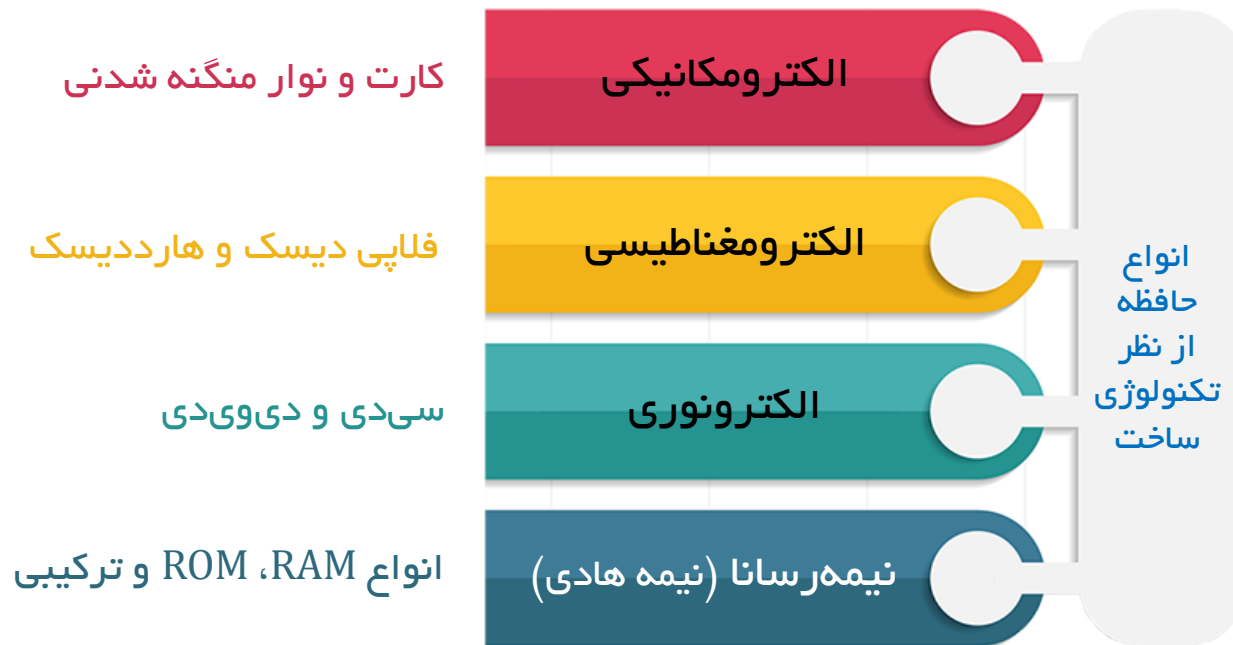 انواع
حافظه
از نظر
تکنولوژی
ساخت
الکترومکانیکی
کارت و نوار منگنه شدنی
الکترومغناطیسی
فلاپی دیسک و هارددیسک
الکترونوری
سی‌دی و دی‌وی‌دی
نیمه‌رسانا (نیمه هادی)
انواع ROM ،RAM و ترکیبی